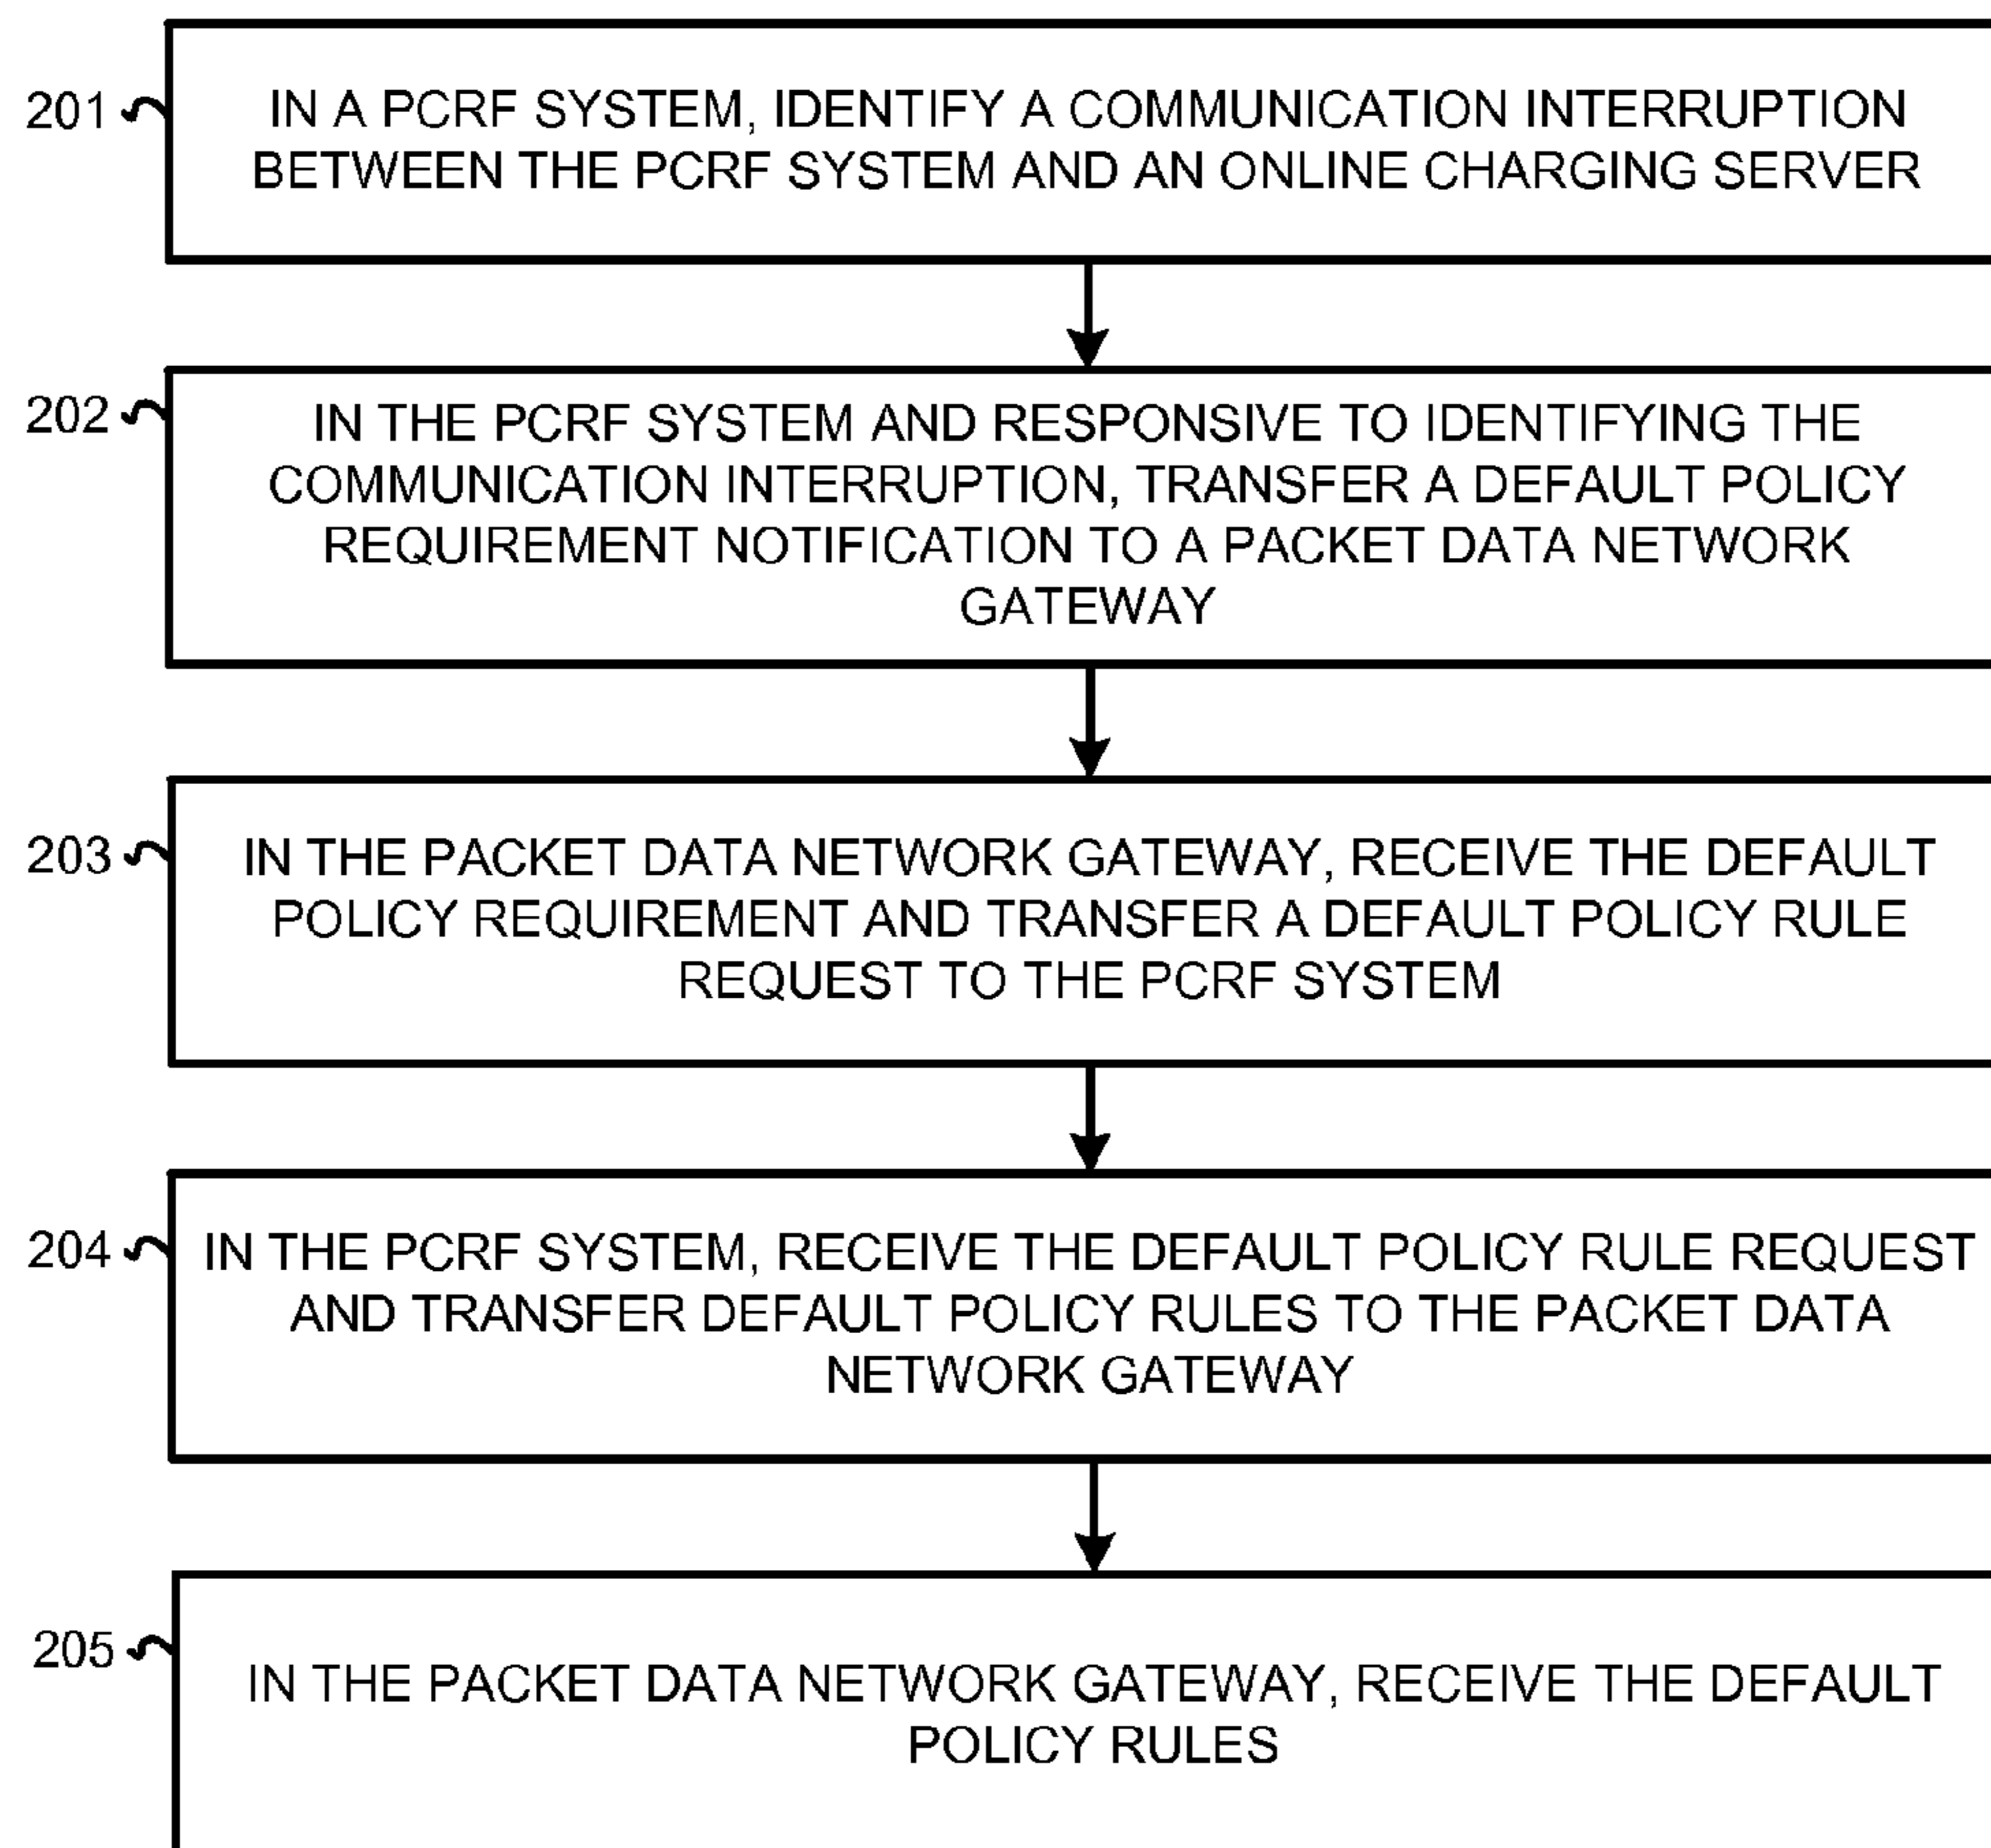 201
IN A PCRF SYSTEM, IDENTIFY A COMMUNICATION INTERRUPTION
BETWEEN THE PCRF SYSTEM AND AN ONLINE CHARGING SERVER
202
IN THE PCRF SYSTEM AND RESPONSIVE TO IDENTIFYING THE
COMMUNICATION INTERRUPTION, TRANSFER A DEFAULT POLICY
REQUIREMENT NOTIFICATION TO A PACKET DATA NETWORK
GATEWAY
203
IN THE PACKET DATA NETWORK GATEWAY, RECEIVE THE DEFAULT
POLICY REQUIREMENT AND TRANSFER A DEFAULT POLICY RULE
REQUEST TO THE PCRF SYSTEM
204
IN THE PCRF SYSTEM, RECEIVE THE DEFAULT POLICY RULE REQUEST
AND TRANSFER DEFAULT POLICY RULES TO THE PACKET DATA
NETWORK GATEWAY
205
IN THE PACKET DATA NETWORK GATEWAY, RECEIVE THE DEFAULT
POLICY RULES